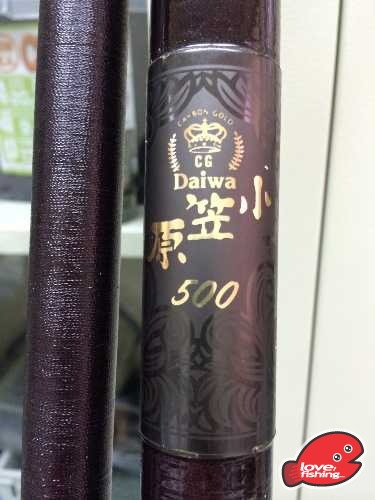 CARBON GOLD
CG
Daiwa
小笠原
500
love.
fishing